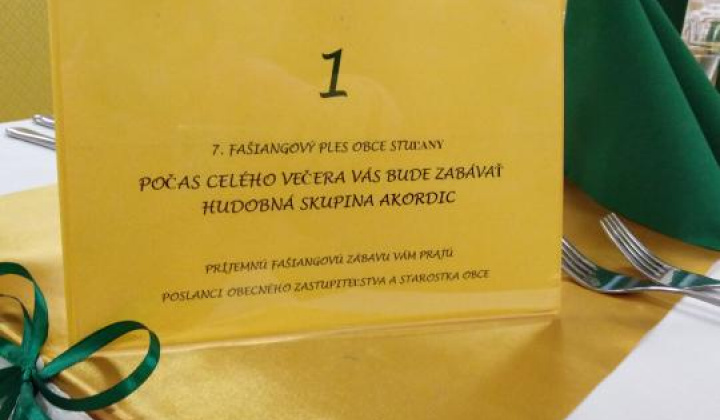 1
7. FAŠIANGOVÝ PLES OBCE STUĽANY
POČAS CELÉHO VEČERA VÁS BUDE ZABÁVAŤ
HUDOBNÁ SKUPINA AKORDIC
PRÍJEMNÚ FAŠIANGOVÚ ZÁBAVU VÁM PRAJÚ
POSLANCI OBECNÉHO ZASTUPITEĽSTVA A STAROSTKA OBCE